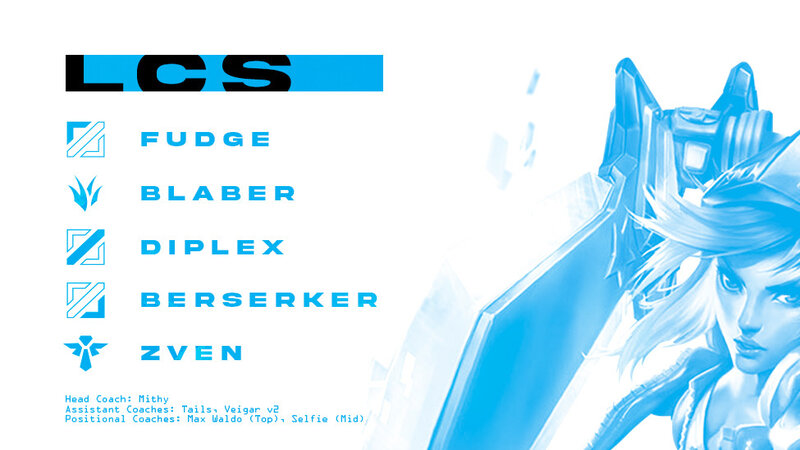 LCS
FUDGE
BLABER
DIPLEX
BERSERKER
ZVEN
Head Coach: Mithy
Assistant Coaches: Tails, Veigar v2
Positional Coaches: Max Waldo (Top), Selfie (Mid)